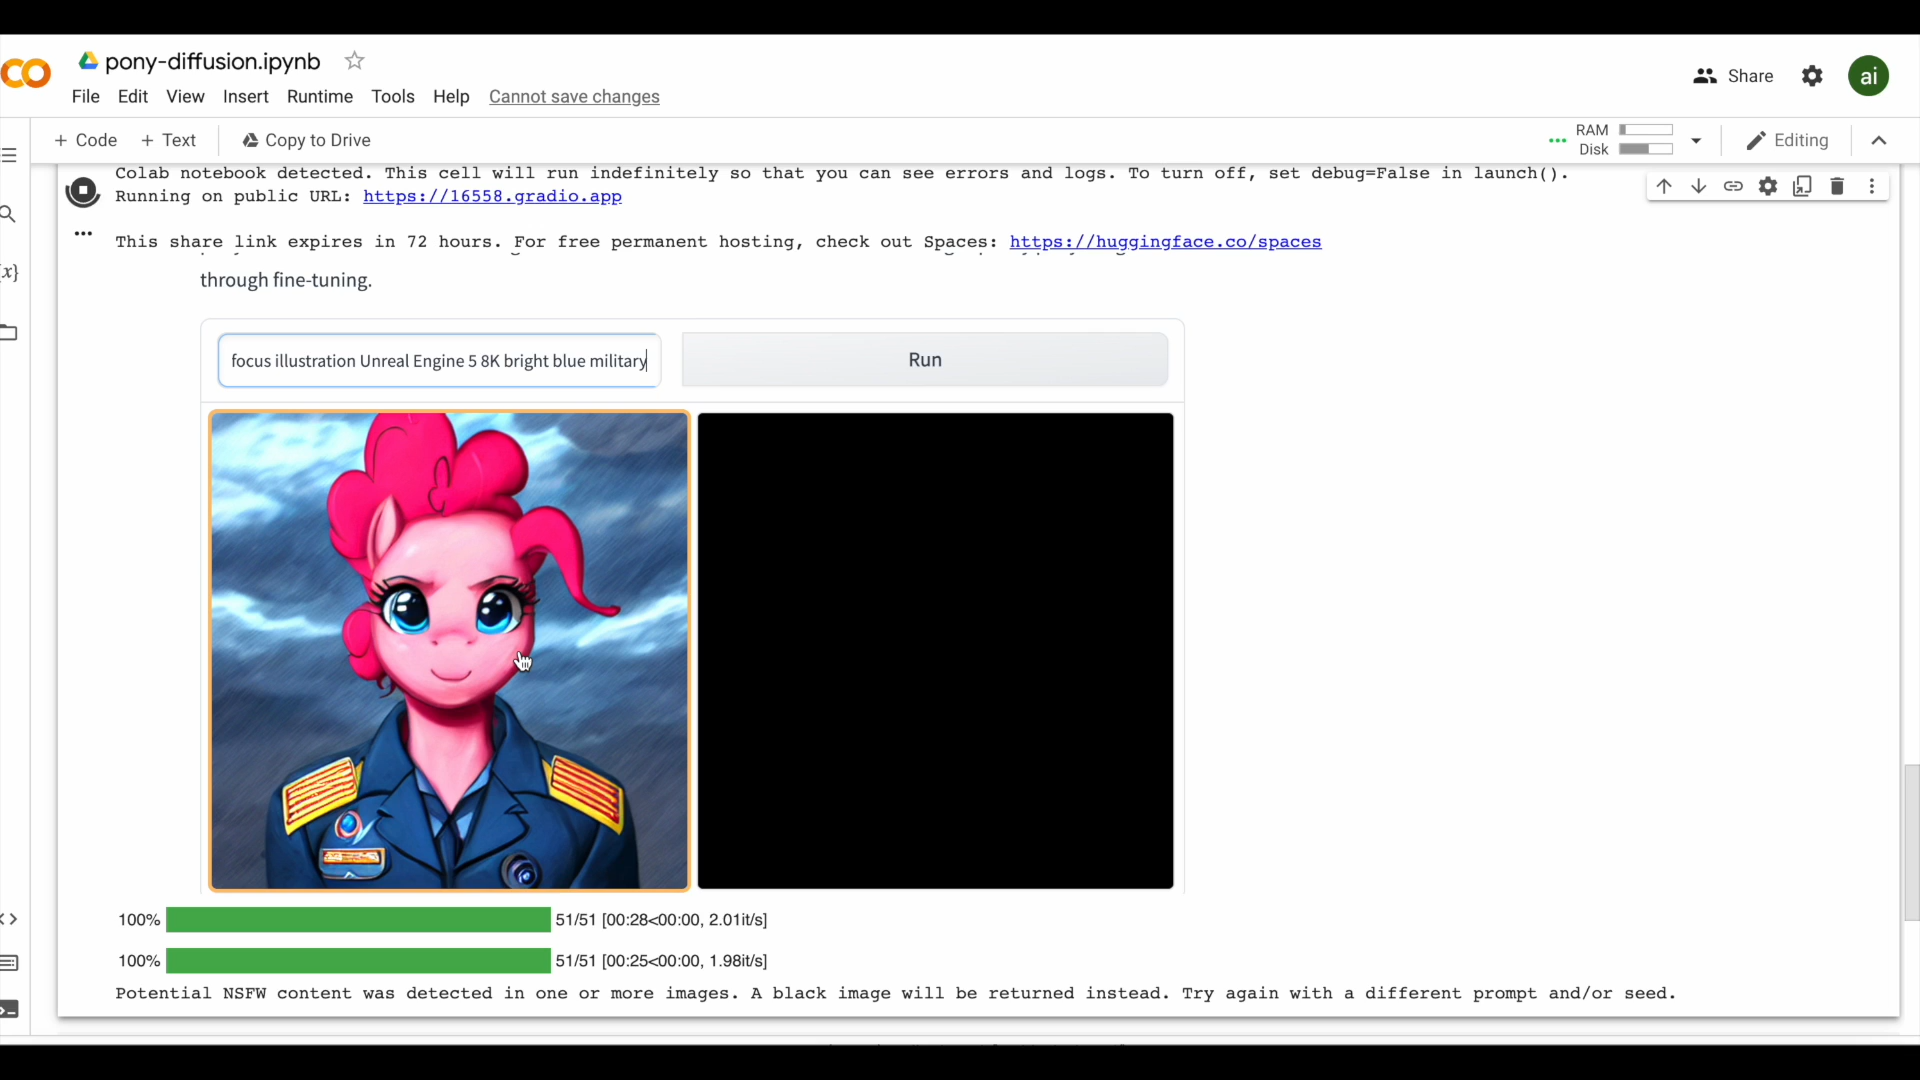 pony-diffusion.ipynb
File Edit View Insert Runtime Tools Help Cannot save changes
Share
ai
+ Code + Text Copy to Drive
RAM
Disk
Editing
Colab notebook detected. This cell will run indefinitely so that you can see errors and logs. To turn off, set debug=False in launch().
Running on public URL: https://16558.gradio.app
{x}
This share link expires in 72 hours. For free permanent hosting, check out Spaces: https://huggingface.co/spaces
through fine-tuning.
focus illustration Unreal Engine 5 8K bright blue military
Run
100% 51/51 [00:28<00:00, 2.01it/s]
100% 51/51 [00:25<00:00, 1.98it/s]
Potential NSFW content was detected in one or more images. A black image will be returned instead. Try again with a different prompt and/or seed.